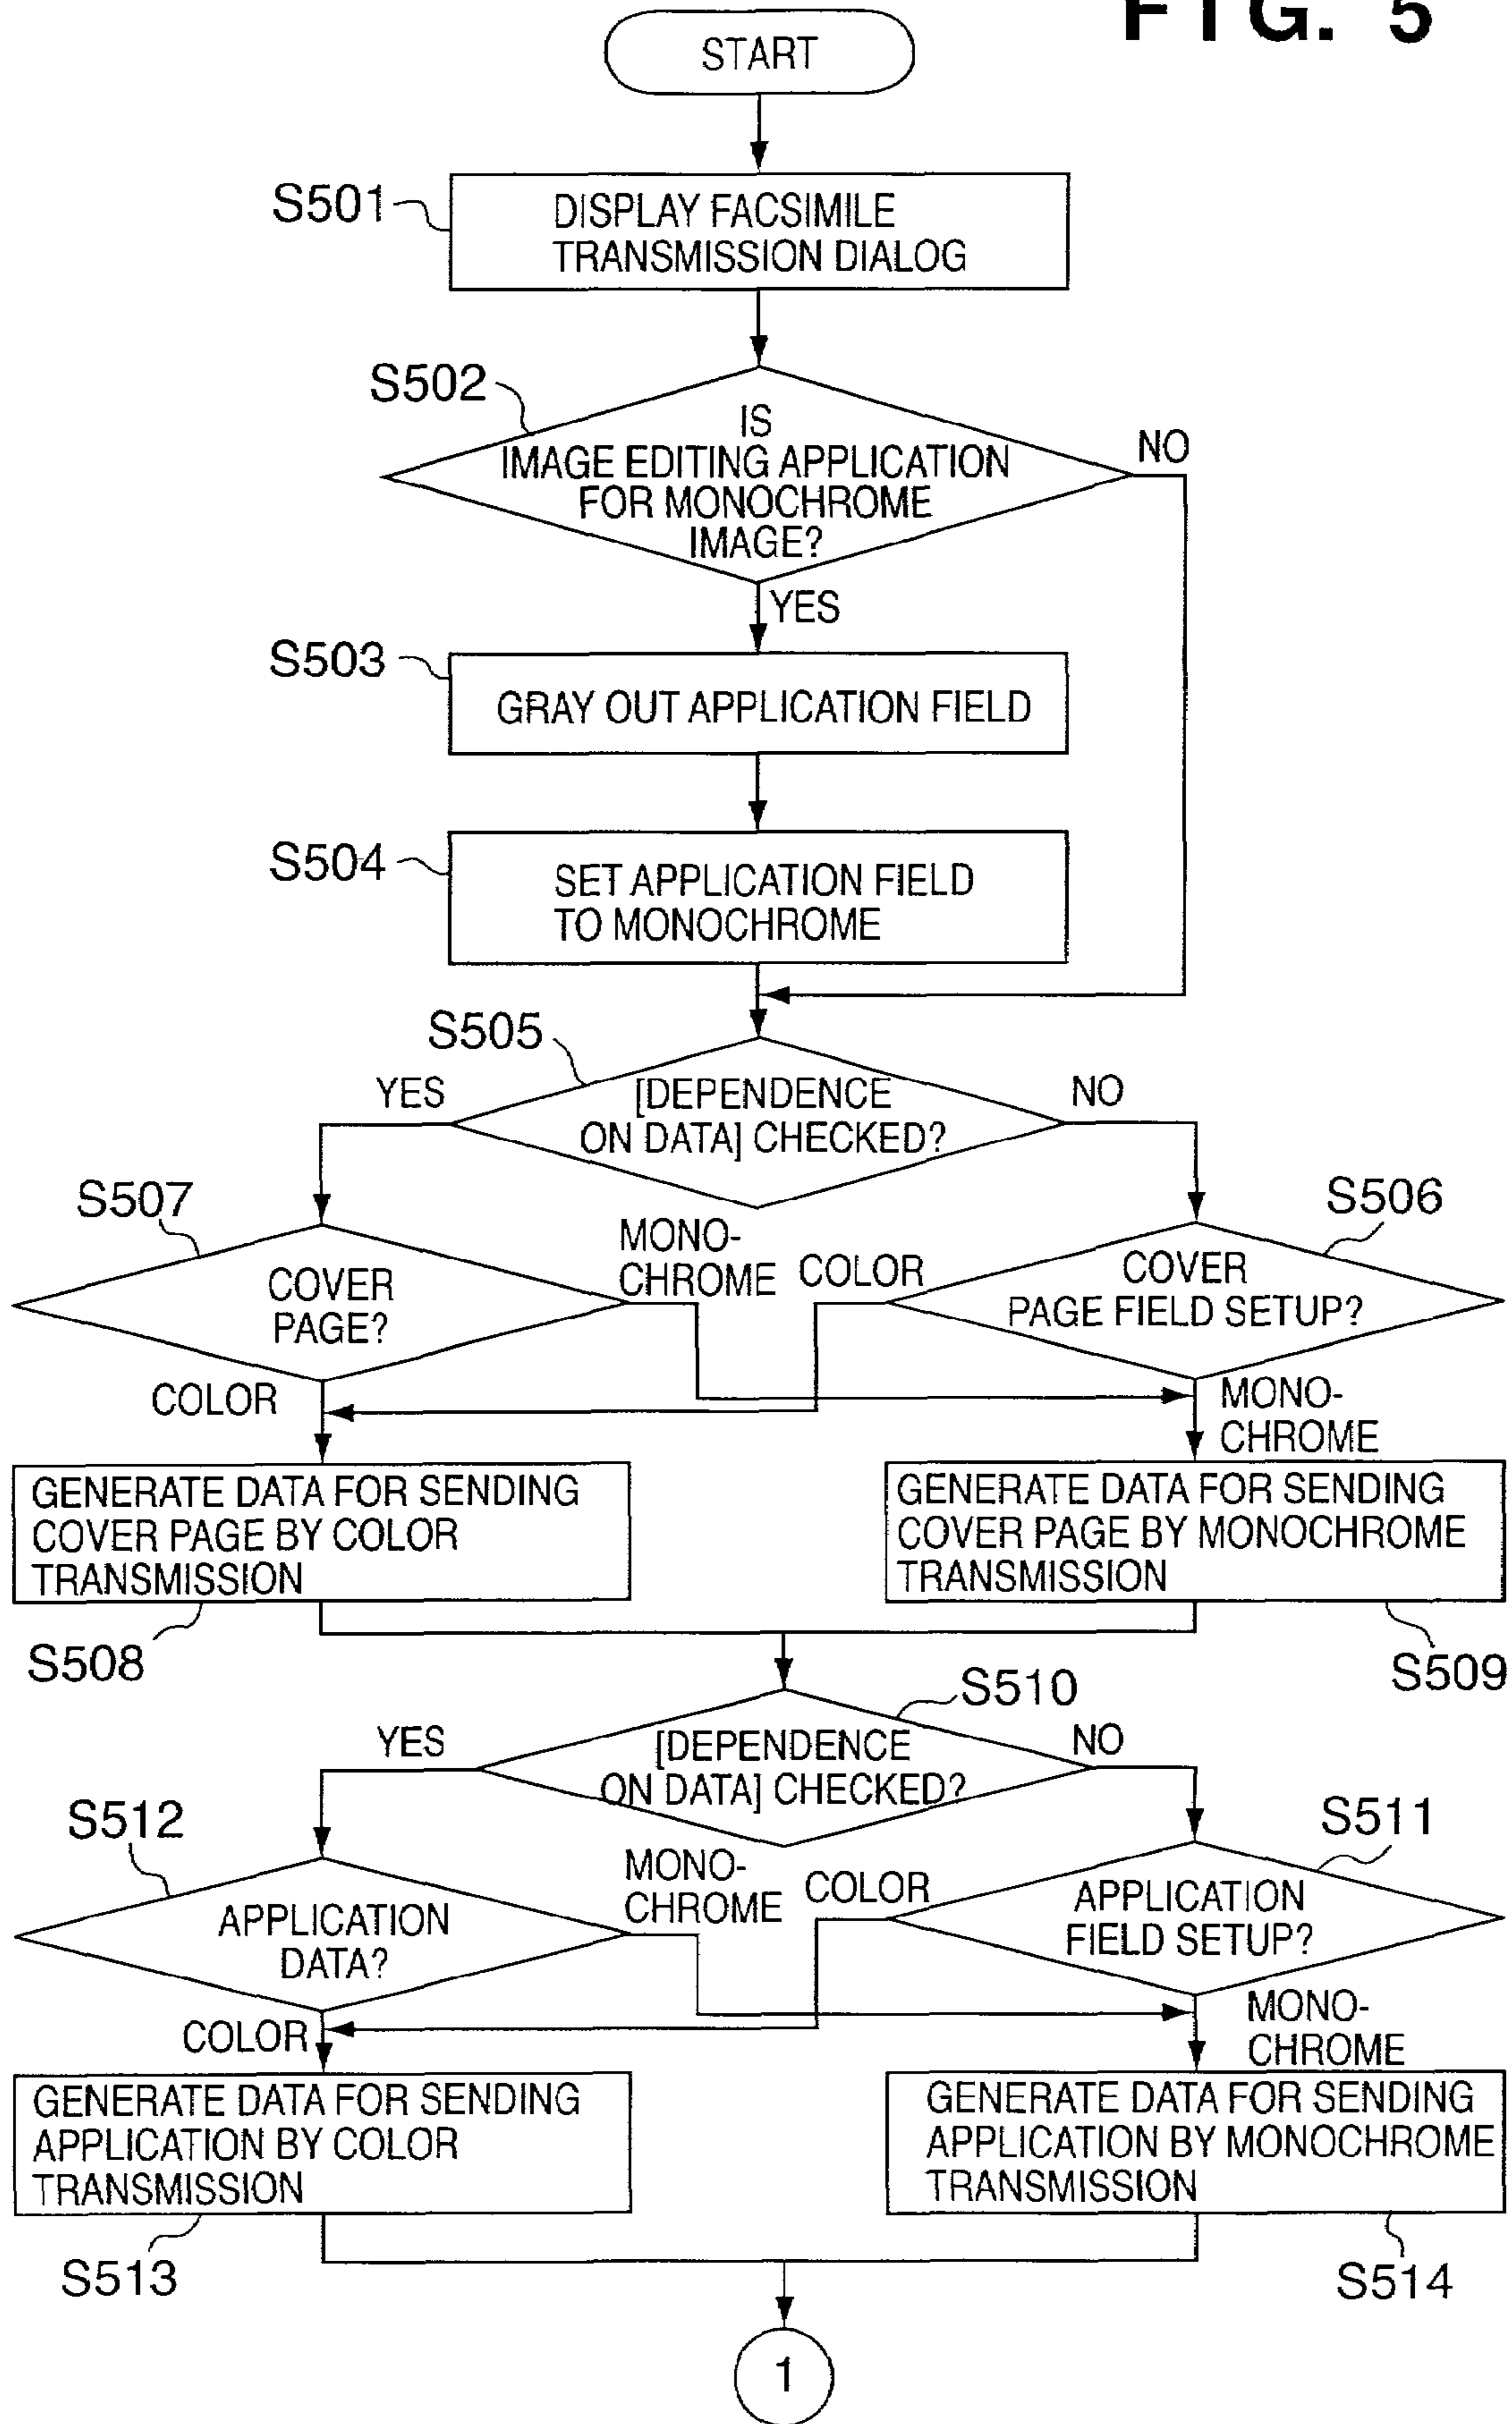 FIG. 5
START
S501
DISPLAY FACSIMILE
TRANSMISSION DIALOG
S502
IS
IMAGE EDITING APPLICATION
FOR MONOCHROME
IMAGE?
NO
YES
S503
GRAY OUT APPLICATION FIELD
S504
SET APPLICATION FIELD
TO MONOCHROME
S505
YES
[DEPENDENCE
ON DATA] CHECKED?
NO
S507
COVER
PAGE?
MONO-
CHROME
COLOR
S506
COVER
PAGE FIELD SETUP?
COLOR
MONO-
CHROME
GENERATE DATA FOR SENDING
COVER PAGE BY COLOR
TRANSMISSION
S508
GENERATE DATA FOR SENDING
COVER PAGE BY MONOCHROME
TRANSMISSION
S509
S510
YES
[DEPENDENCE
ON DATA] CHECKED?
NO
S512
APPLICATION
DATA?
MONO-
CHROME
COLOR
S511
APPLICATION
FIELD SETUP?
COLOR
MONO-
CHROME
GENERATE DATA FOR SENDING
APPLICATION BY COLOR
TRANSMISSION
S513
GENERATE DATA FOR SENDING
APPLICATION BY MONOCHROME
TRANSMISSION
S514
1